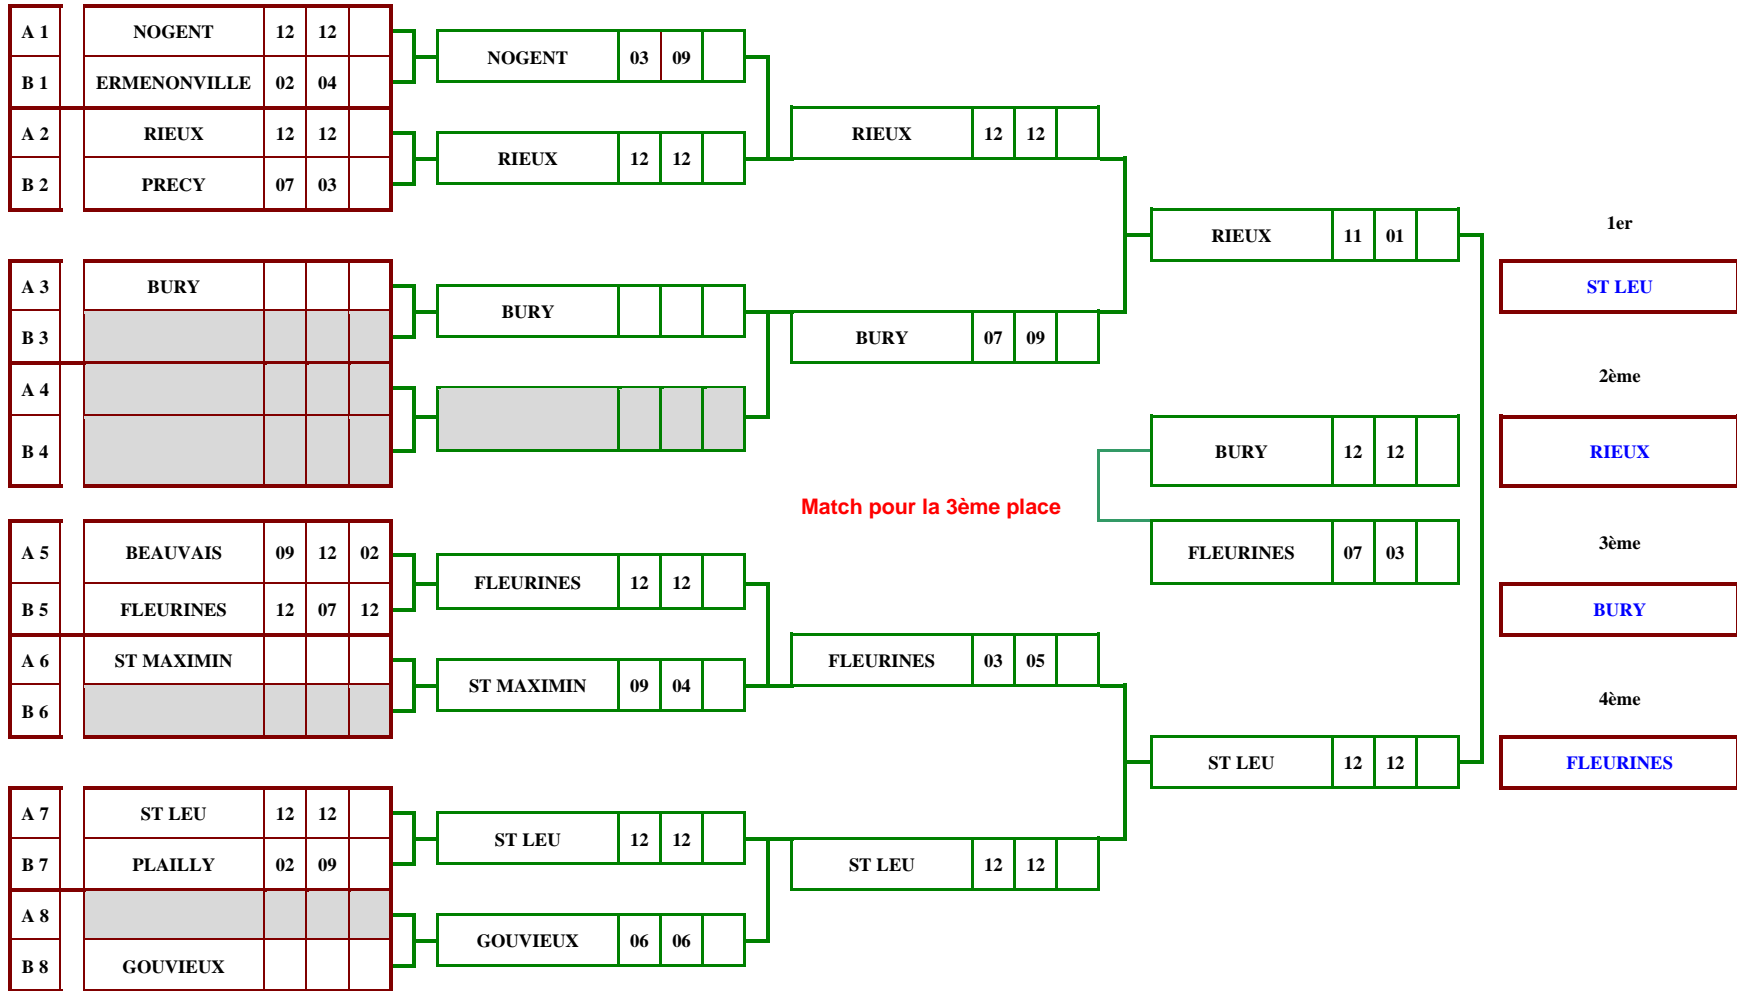 A 1 NOGENT 12 12
B 1 ERMENONVILLE 02 04
A 2 RIEUX 12 12
B 2 PRECY 07 03
A 3 BURY
B 3
A 4
B 4
A 5 BEAUVAIS 09 12 02
B 5 FLEURINES 12 07 12
A 6 ST MAXIMIN
B 6
A 7 ST LEU 12 12
B 7 PLAILLY 02 09
A 8
B 8 GOUVIEUX
NOGENT 03 09
RIEUX 12 12
BURY
FLEURINES 12 12
ST MAXIMIN 09 04
ST LEU 12 12
GOUVIEUX 06 06
RIEUX 12 12
BURY 07 09
Match pour la 3ème place
FLEURINES 03 05
ST LEU 12 12
RIEUX 11 01
BURY 12 12
FLEURINES 07 03
ST LEU 12 12
1er
ST LEU
2ème
RIEUX
3ème
BURY
4ème
FLEURINES